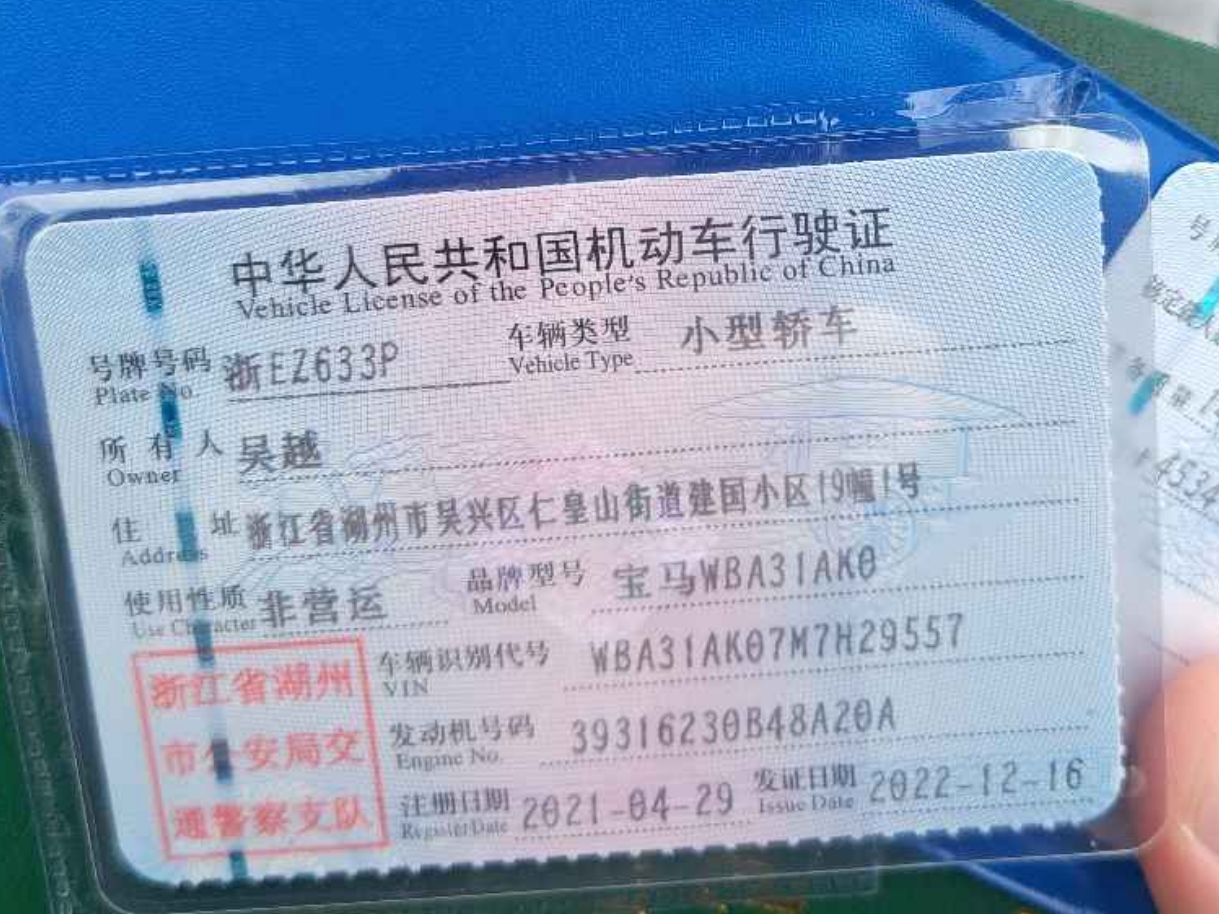 中华人民共和国机动车行驶证
Vehicle License of the People's Republic of China
号牌号码 浙EZ633P 车辆类型 小型轿车
Plate No. Vehicle Type
所有人 吴越
Owner
住址 浙江省湖州市吴兴区仁皇山街道建国小区19幢1号
Address
使用性质 非营运 品牌型号 宝马WBA31AK0
Use Character Model
车辆识别代号 WBA31AK07M7H29557
VIN
发动机号码 39316230B48A20A
Engine No.
注册日期 2021-04-29 发证日期 2022-12-16
Register Date Issue Date
浙江省湖州
市公安局交
通警察支队
4534